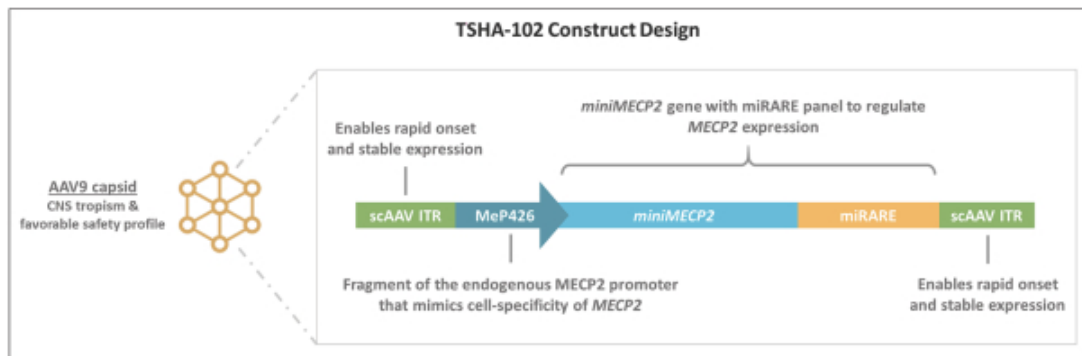 TSHA-102 Construct Design
miniMECP2 gene with miRARE panel to regulate
MECP2 expression
Enables rapid onset
and stable expression
AAV9 capsid
CNS tropism &
favorable safety profile
scAAV ITR
MeP426
miniMECP2
miRARE
scAAV ITR
Fragment of the endogenous MECP2 promoter
that mimics cell-specificity of MECP2
Enables rapid onset
and stable expression